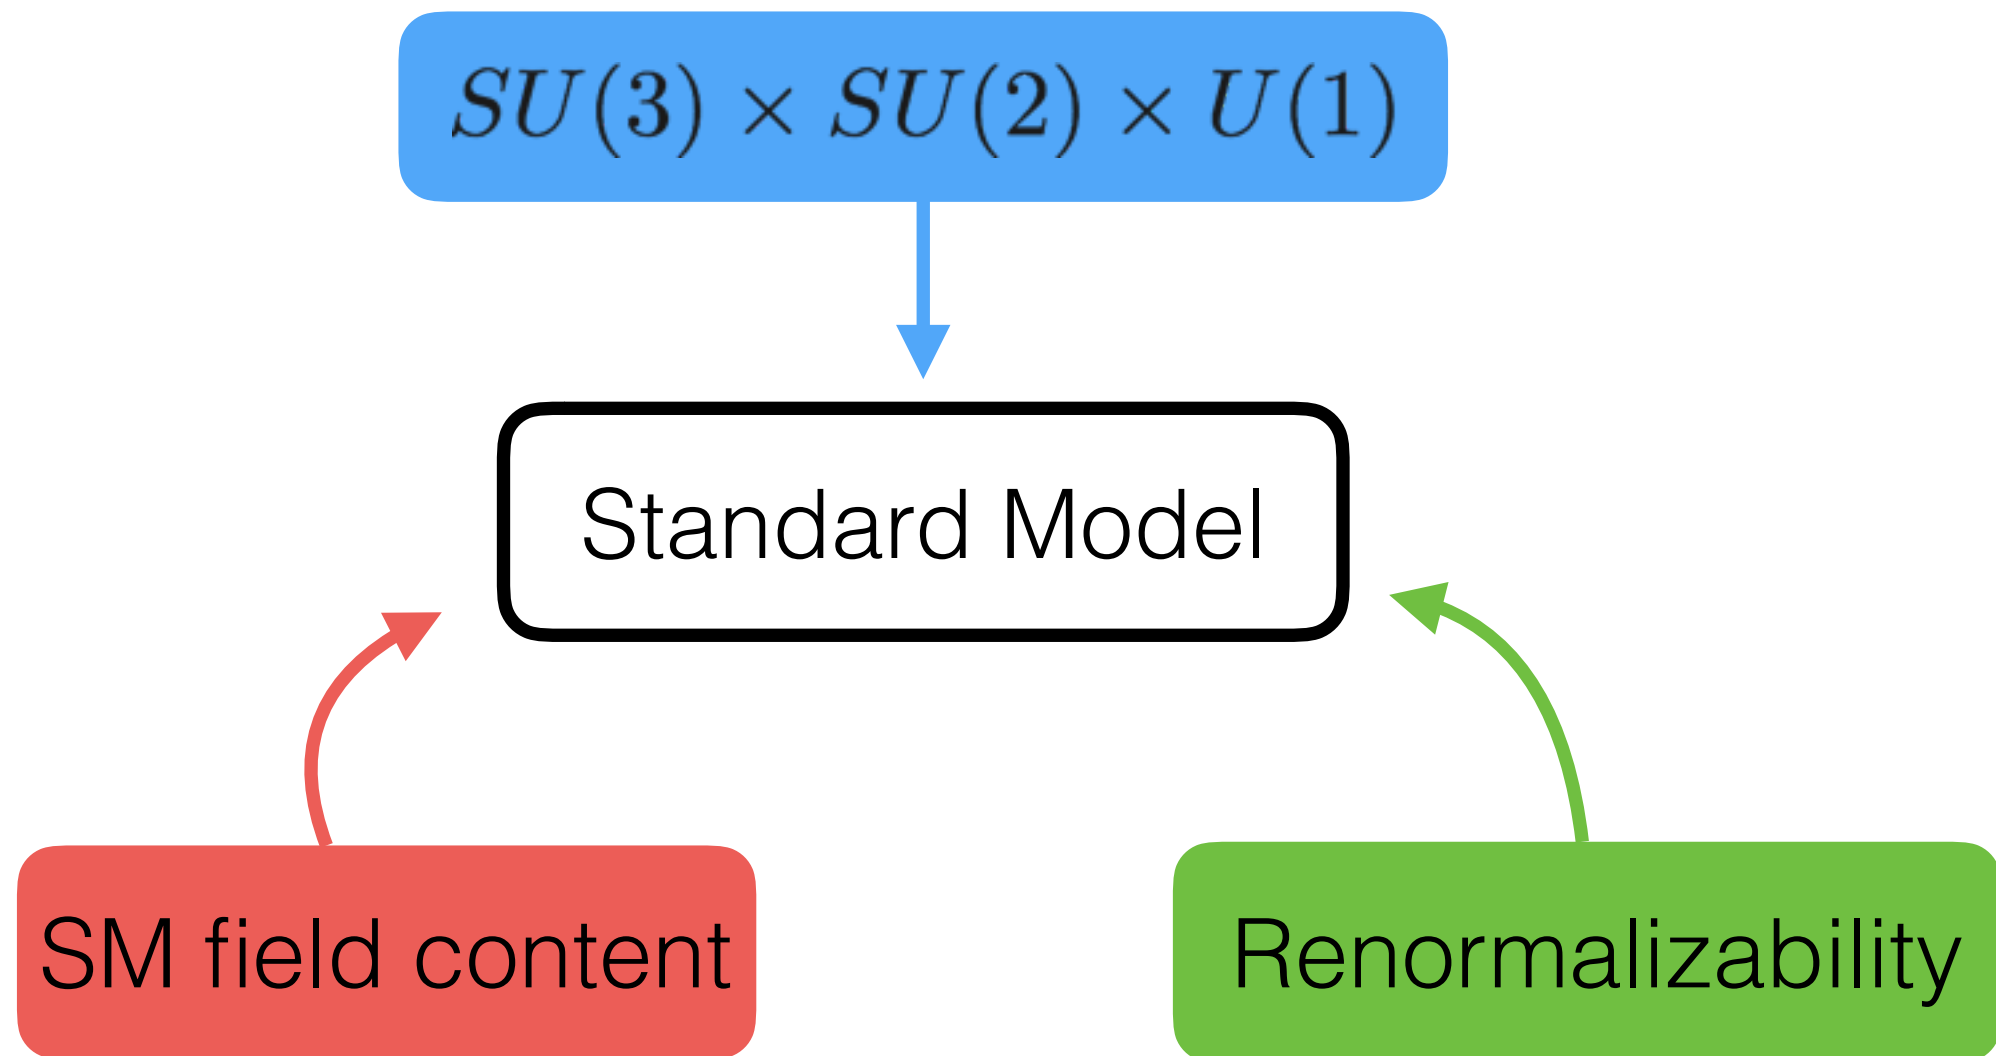 SU(3) × SU(2) × U(1)
Standard Model
SM field content
Renormalizability